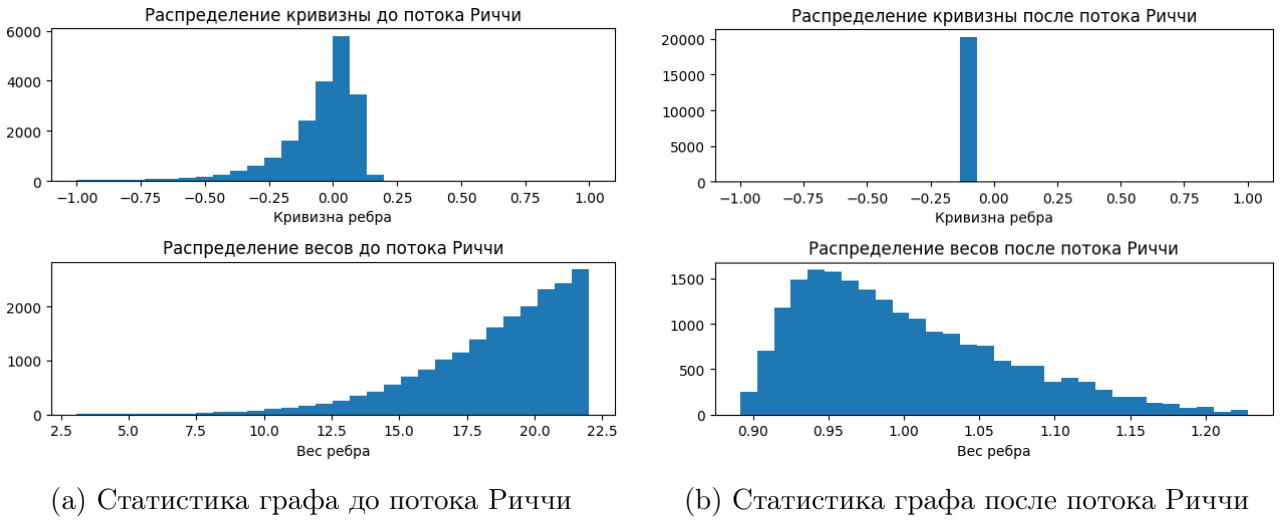 Распределение кривизны до потока Риччи
6000
4000
2000
0
−1.00 −0.75 −0.50 −0.25 0.00 0.25 0.50 0.75 1.00
Кривизна ребра
Распределение весов до потока Риччи
2000
1000
0
2.5 5.0 7.5 10.0 12.5 15.0 17.5 20.0 22.5
Вес ребра
(a) Статистика графа до потока Риччи
Распределение кривизны после потока Риччи
20000
15000
10000
5000
0
−1.00 −0.75 −0.50 −0.25 0.00 0.25 0.50 0.75 1.00
Кривизна ребра
Распределение весов после потока Риччи
1500
1000
500
0
0.90 0.95 1.00 1.05 1.10 1.15 1.20
Вес ребра
(b) Статистика графа после потока Риччи